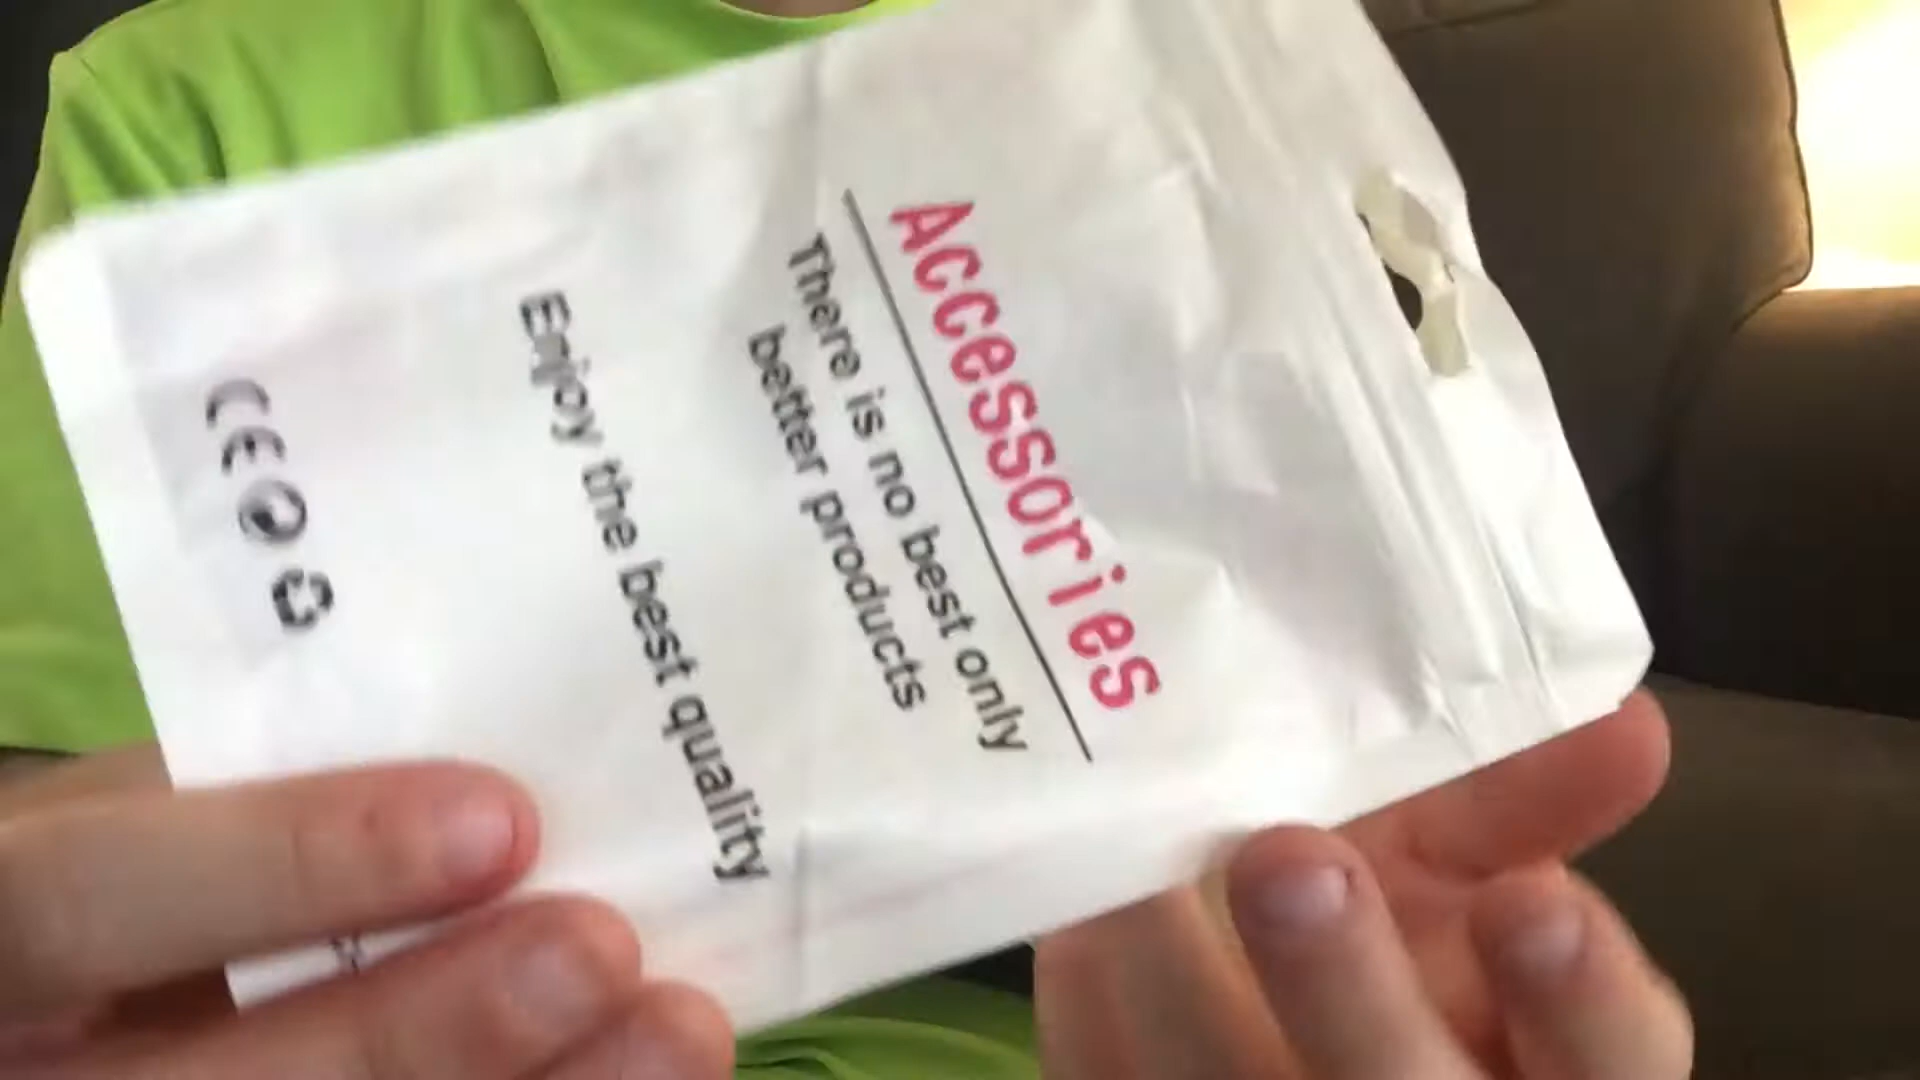 Accessories
There is no best only
better products
Enjoy the best quality
CE